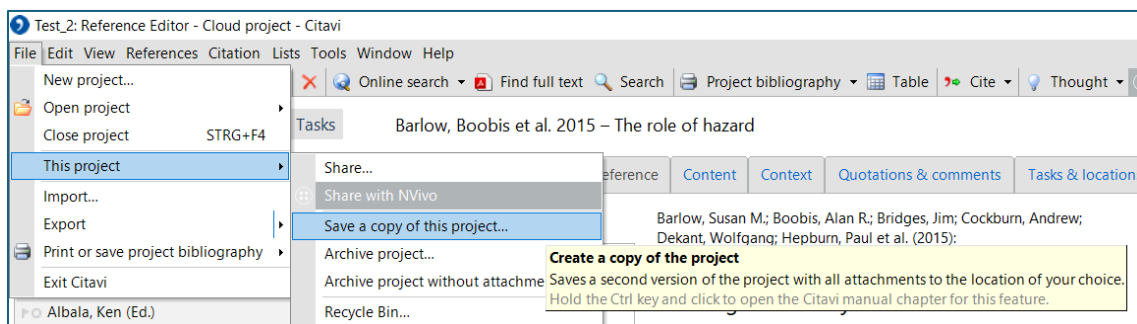 Test_2: Reference Editor - Cloud project - Citavi
File Edit View References Citation Lists Tools Window Help
New project...
Online search Find full text Search Project bibliography Table Cite Thought
Open project
Close project STRG+F4
Tasks Barlow, Boobis et al. 2015 – The role of hazard
This project
Share...
eference Content Context Quotations & comments Tasks & location
Import...
Share with NVivo
Export
Save a copy of this project...
Barlow, Susan M.; Boobis, Alan R.; Bridges, Jim; Cockburn, Andrew;
Dekant, Wolfgang; Hepburn, Paul et al. (2015):
Print or save project bibliography
Archive project...
Create a copy of the project
Exit Citavi
Archive project without attachme
Saves a second version of the project with all attachments to the location of your choice.
Hold the Ctrl key and click to open the Citavi manual chapter for this feature.
Albala, Ken (Ed.)
Recycle Bin...